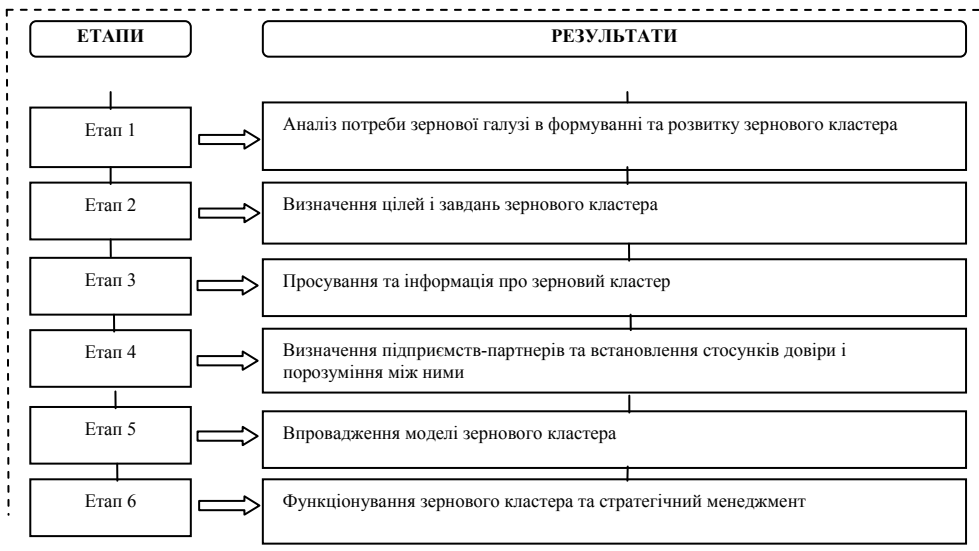 ЕТАПИ
РЕЗУЛЬТАТИ
Етап 1
Аналіз потреби зернової галузі в формуванні та розвитку зернового кластера
Етап 2
Визначення цілей і завдань зернового кластера
Етап 3
Просування та інформація про зерновий кластер
Етап 4
Визначення підприємств-партнерів та встановлення стосунків довіри і
порозуміння між ними
Етап 5
Впровадження моделі зернового кластера
Етап 6
Функціонування зернового кластера та стратегічний менеджмент